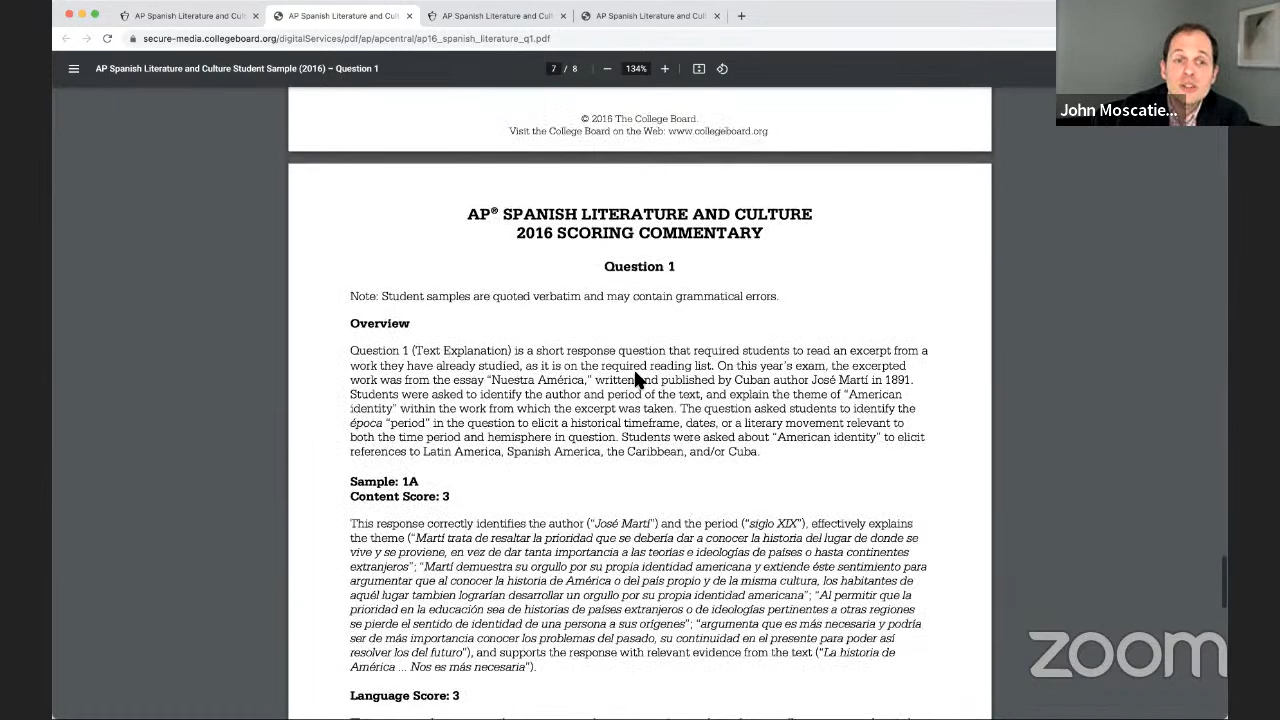 AP Spanish Literature and Cult
AP Spanish Literature and Cult
AP Spanish Literature and Cult
AP Spanish Literature and Cult
secure-media.collegeboard.org/digitalServices/pdf/ap/apcentral/ap16_spanish_literature_q1.pdf
AP Spanish Literature and Culture Student Sample (2016) – Question 1
7 / 8
134%
John Moscatie...
© 2016 The College Board.
Visit the College Board on the Web: www.collegeboard.org
AP® SPANISH LITERATURE AND CULTURE
2016 SCORING COMMENTARY
Question 1
Note: Student samples are quoted verbatim and may contain grammatical errors.
Overview
Question 1 (Text Explanation) is a short response question that required students to read an excerpt from a
work they have already studied, as it is on the required reading list. On this year's exam, the excerpted
work was from the essay “Nuestra América,” written and published by Cuban author José Martí in 1891.
Students were asked to identify the author and period of the text, and explain the theme of “American
identity” within the work from which the excerpt was taken. The question asked students to identify the
época “period” in the question to elicit a historical timeframe, dates, or a literary movement relevant to
both the time period and hemisphere in question. Students were asked about “American identity” to elicit
references to Latin America, Spanish America, the Caribbean, and/or Cuba.
Sample: 1A
Content Score: 3
This response correctly identifies the author (“José Martí”) and the period (“siglo XIX”), effectively explains
the theme (“Martí trata de resaltar la prioridad que se debería dar a conocer la historia del lugar de donde se
vive y se proviene, en vez de dar tanta importancia a las teorías e ideologías de países o hasta continentes
extranjeros”; “Martí demuestra su orgullo por su propia identidad americana y extiende éste sentimiento para
argumentar que al conocer la historia de América o del país propio y de la misma cultura, los habitantes de
aquél lugar tambien lograrían desarrollar un orgullo por su propia identidad americana”; “Al permitir que la
prioridad en la educación sea de historias de países extranjeros o de ideologías pertinentes a otras regiones
se pierde el sentido de identidad de una persona a sus orígenes”; “argumenta que es más necesaria y podría
ser de más importancia conocer los problemas del pasado, su continuidad en el presente para poder así
resolver los del futuro”), and supports the response with relevant evidence from the text (“La historia de
América ... Nos es más necesaria”).
Language Score: 3
zoom